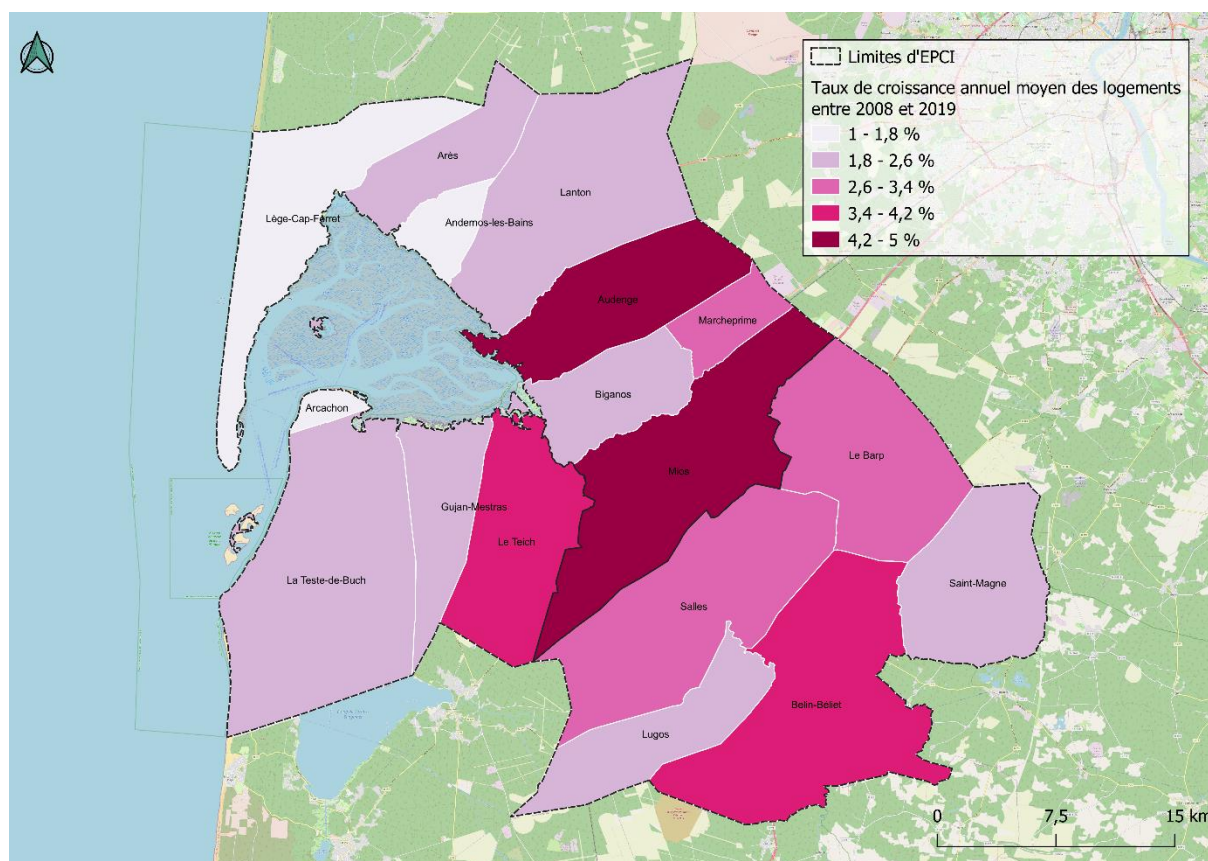 Limites d'EPCI
Taux de croissance annuel moyen des logements
entre 2008 et 2019
1 - 1,8 %
1,8 - 2,6 %
2,6 - 3,4 %
3,4 - 4,2 %
4,2 - 5 %
Arès
Lanton
Lège-Cap-Ferret
Andernos-les-Bains
Audenge
Marcheprime
Biganos
Arcachon
Le Barp
Mios
Gujan-Mestras
Le Teich
La Teste-de-Buch
Saint-Magne
Salles
Belin-Béliet
Lugos
0 7,5 15 km